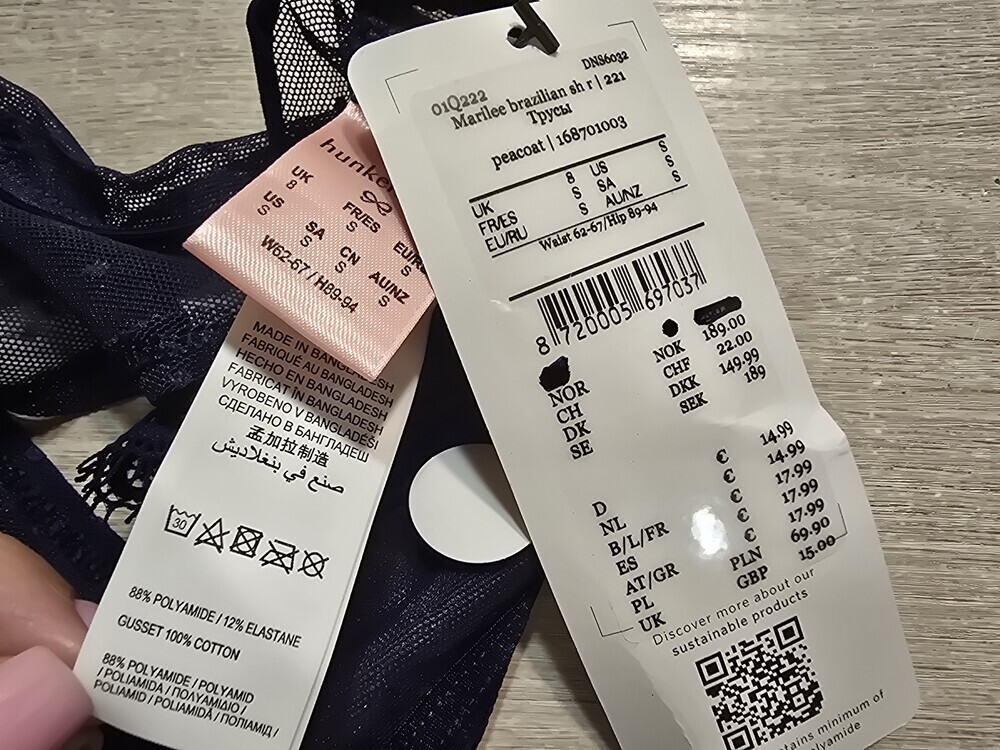 DNS6032
01Q222
Marilee brazilian sh r | 221
Трусы
peacoat | 168701003
UK 8 US S
FR/ES S SA S
EU/RU S AU/NZ S
Waist 62-67/Hip 89-94
8 720005 697037
NOR NOK 189.00
CH CHF 22.00
DK DKK 149.99
SE SEK 189
D € 14.99
NL € 14.99
B/L/FR € 17.99
ES € 17.99
AT/GR € 17.99
PL PLN 69.90
UK GBP 15.00
Discover more about our
sustainable products
minimum of
hunke
UK FR/ES
8 S
US SA CN AU/NZ
S S S S
W62-67 / H89-94
MADE IN BANGLADESH
FABRIQUÉ AU BANGLADESH
HECHO EN BANGLADESH
FABRICAT ÎN BANGLADESH
VYROBENO V BANGLADÉŠI
СДЕЛАНО В БАНГЛАДЕШ
孟加拉制造
صنع في بنغلاديش
30
88% POLYAMIDE / 12% ELASTANE
GUSSET 100% COTTON
88% POLYAMIDE / POLYAMID
/ POLIAMIDA / ПОЛУАМІДІО /
POLIAMID / POLIAMIDĂ / ПОЛІАМІД /